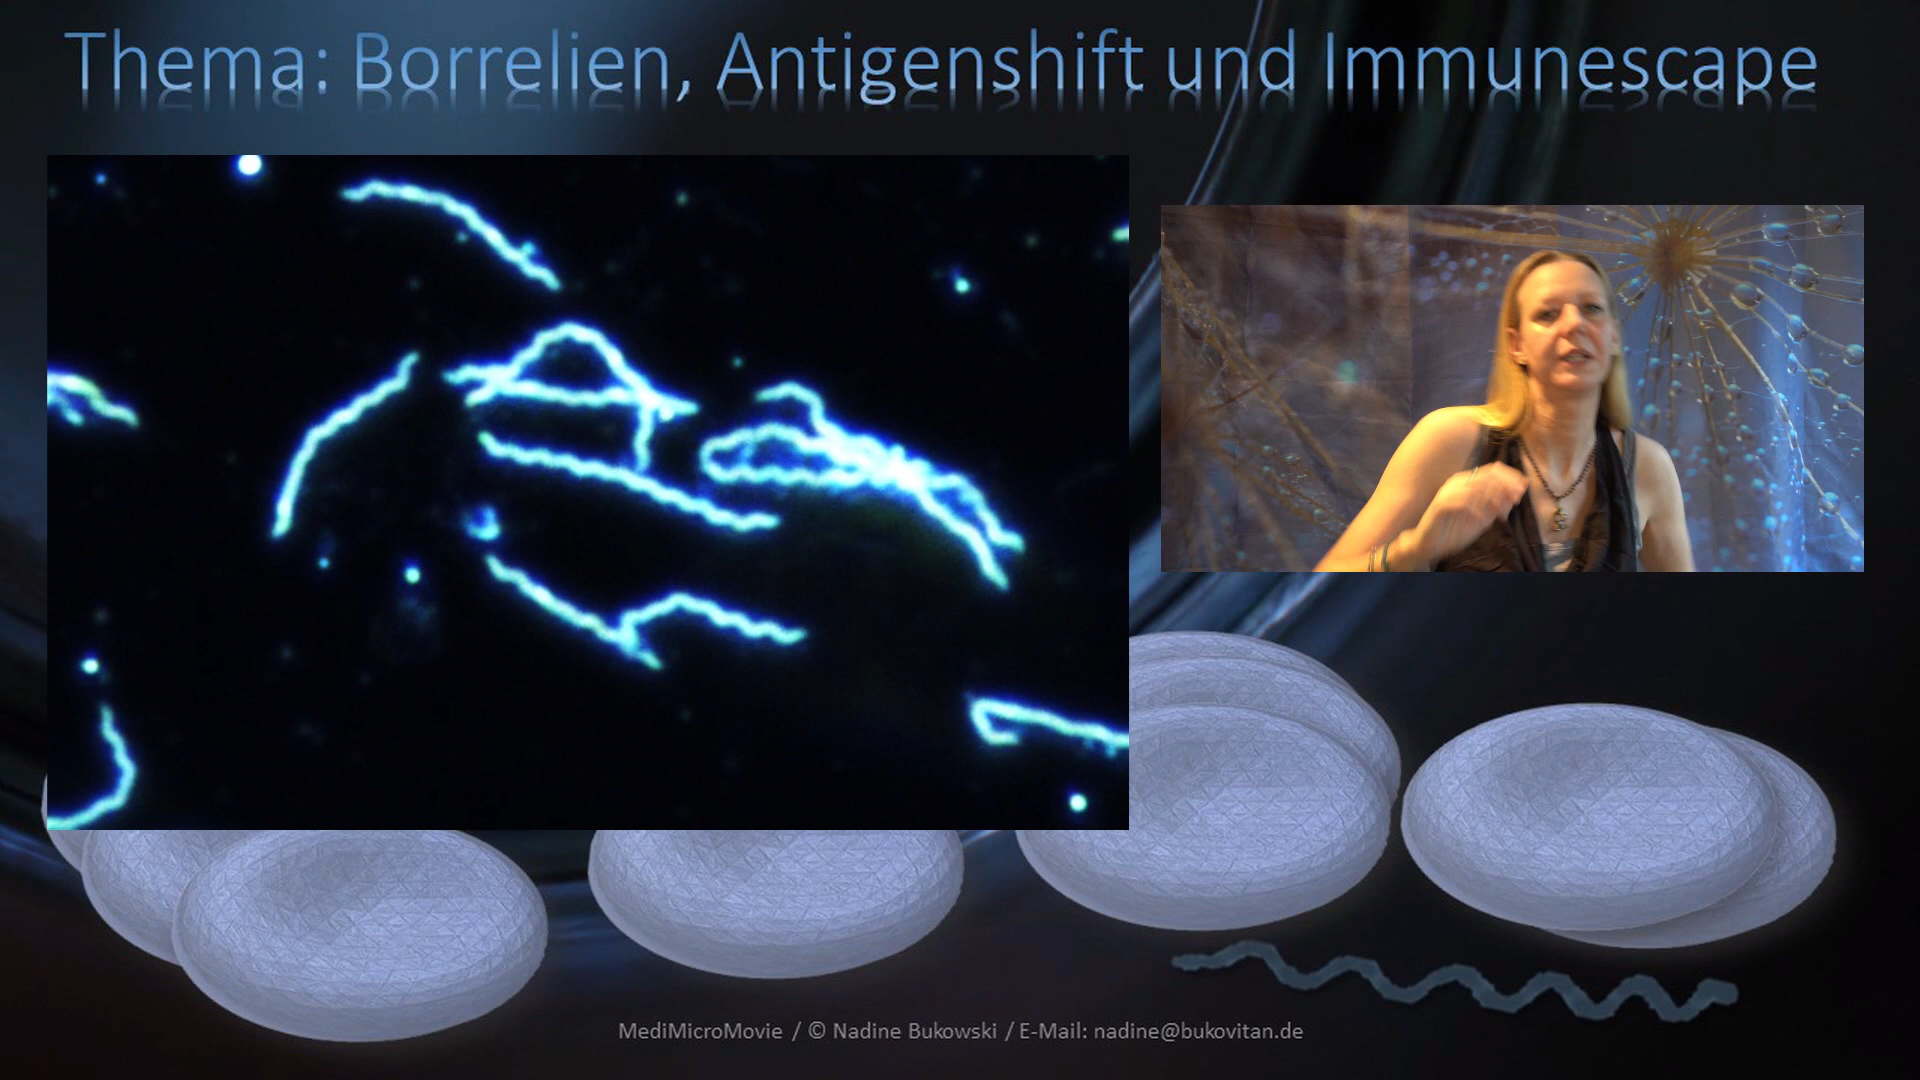 Thema: Borrelien, Antigenshift und Immunescape
MediMicroMovie / © Nadine Bukowski / E-Mail: nadine@bukovitan.de